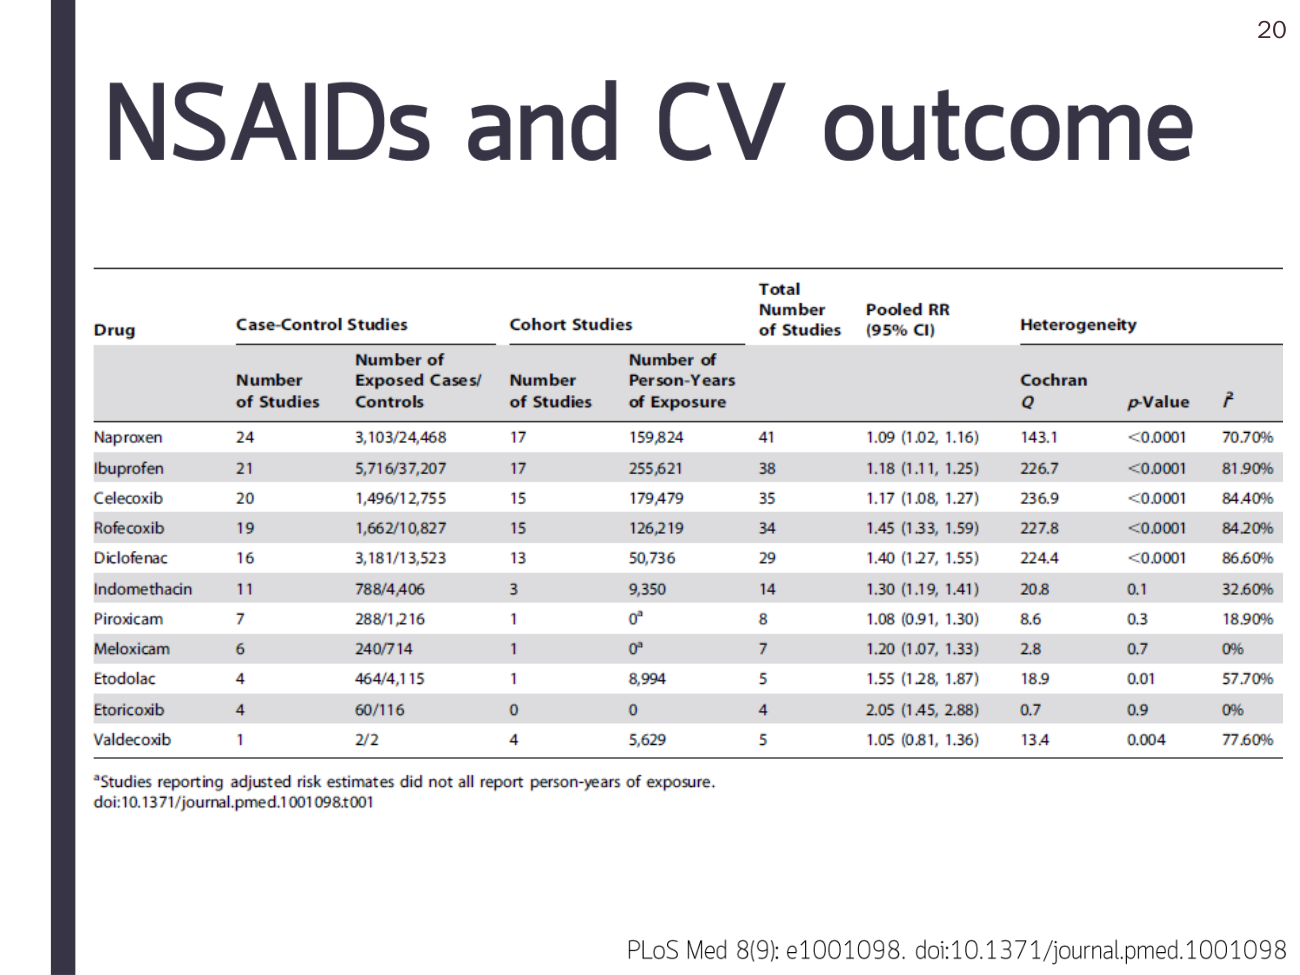 20
NSAIDs and CV outcome
Drug Case-Control Studies Cohort Studies Total Number of Studies Pooled RR (95% CI) Heterogeneity
Number of Studies Number of Exposed Cases/ Controls Number of Studies Number of Person-Years of Exposure Cochran Q p-Value I²
Naproxen 24 3,103/24,468 17 159,824 41 1.09 (1.02, 1.16) 143.1 <0.0001 70.70%
Ibuprofen 21 5,716/37,207 17 255,621 38 1.18 (1.11, 1.25) 226.7 <0.0001 81.90%
Celecoxib 20 1,496/12,755 15 179,479 35 1.17 (1.08, 1.27) 236.9 <0.0001 84.40%
Rofecoxib 19 1,662/10,827 15 126,219 34 1.45 (1.33, 1.59) 227.8 <0.0001 84.20%
Diclofenac 16 3,181/13,523 13 50,736 29 1.40 (1.27, 1.55) 224.4 <0.0001 86.60%
Indomethacin 11 788/4,406 3 9,350 14 1.30 (1.19, 1.41) 20.8 0.1 32.60%
Piroxicam 7 288/1,216 1 0ᵃ 8 1.08 (0.91, 1.30) 8.6 0.3 18.90%
Meloxicam 6 240/714 1 0ᵃ 7 1.20 (1.07, 1.33) 2.8 0.7 0%
Etodolac 4 464/4,115 1 8,994 5 1.55 (1.28, 1.87) 18.9 0.01 57.70%
Etoricoxib 4 60/116 0 0 4 2.05 (1.45, 2.88) 0.7 0.9 0%
Valdecoxib 1 2/2 4 5,629 5 1.05 (0.81, 1.36) 13.4 0.004 77.60%
ᵃStudies reporting adjusted risk estimates did not all report person-years of exposure.
doi:10.1371/journal.pmed.1001098.t001
PLoS Med 8(9): e1001098. doi:10.1371/journal.pmed.1001098